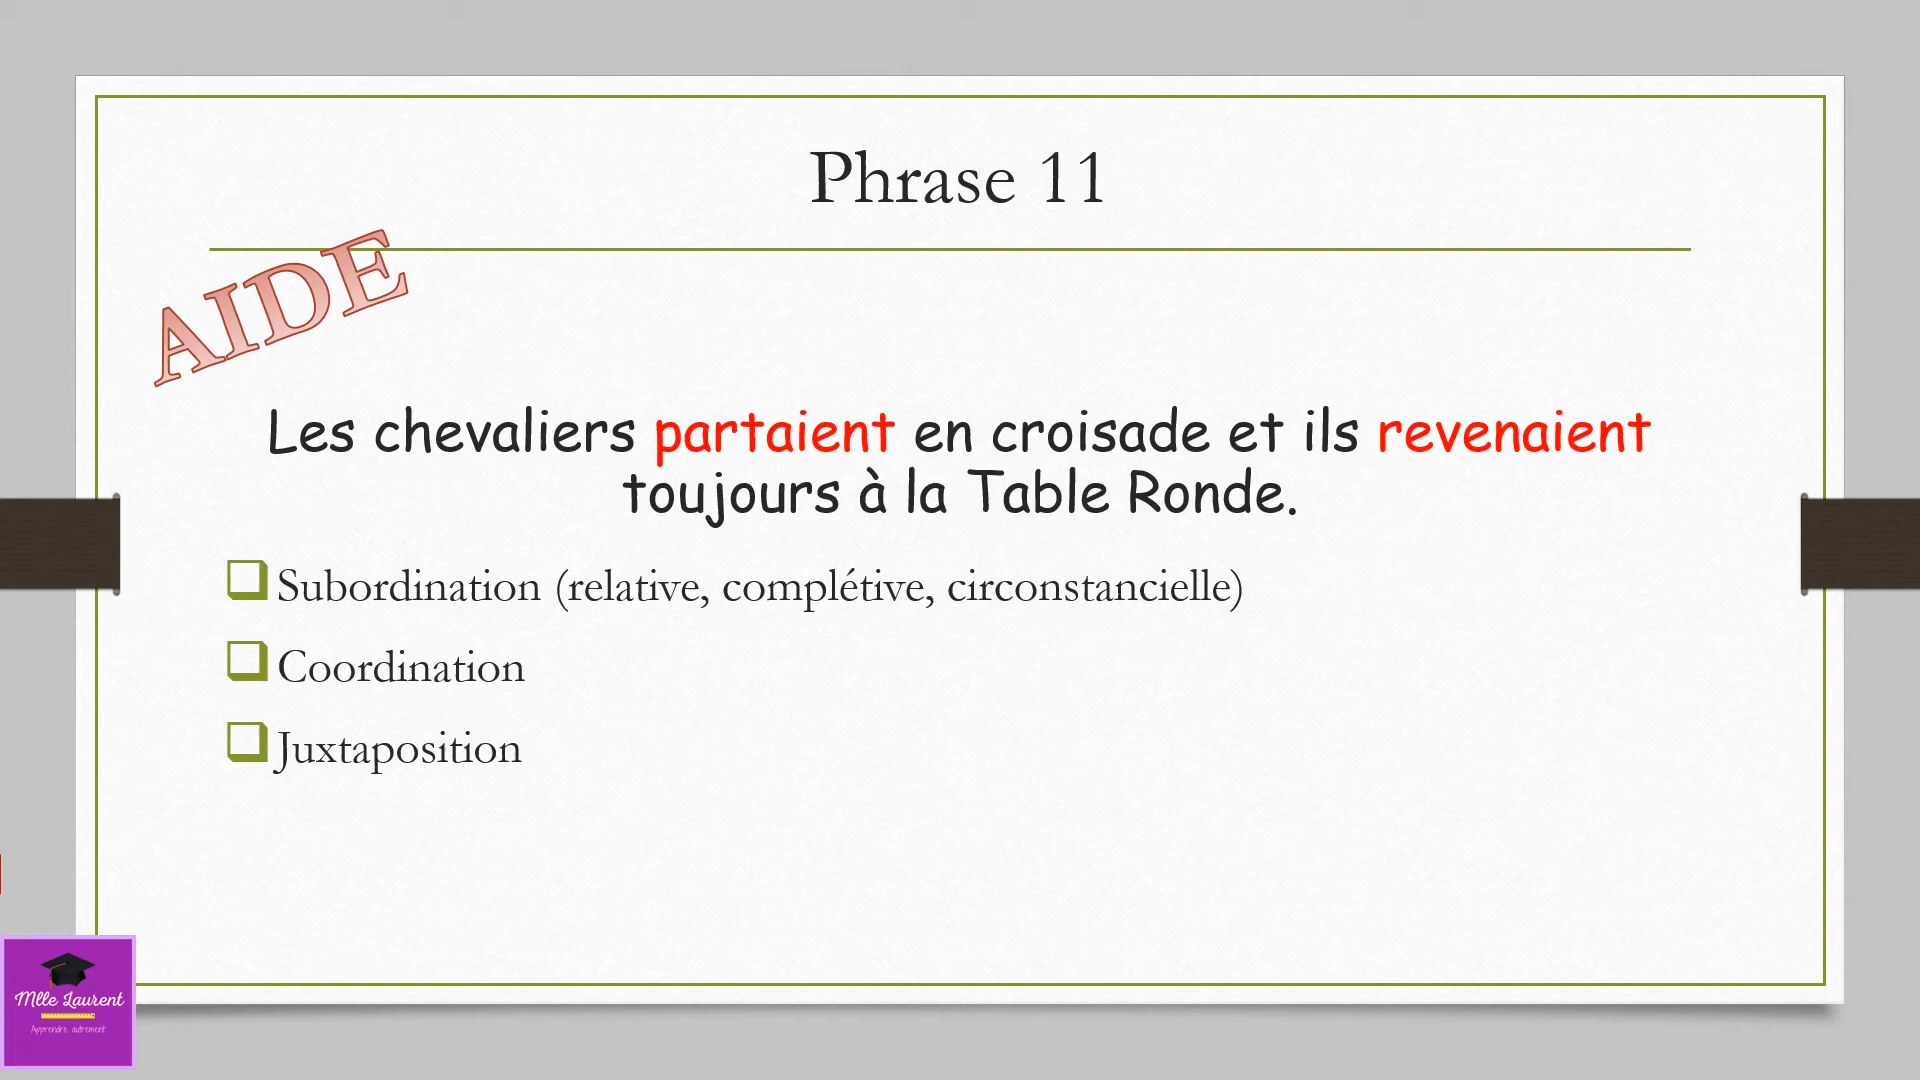 Phrase 11
AIDE
Les chevaliers partaient en croisade et ils revenaient
toujours à la Table Ronde.
Subordination (relative, complétive, circonstancielle)
Coordination
Juxtaposition
Mlle Laurent
Apprendre autrement